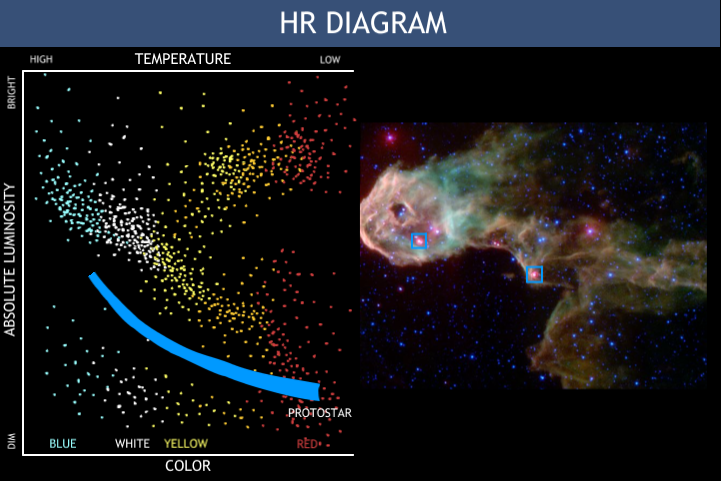 HR DIAGRAM
HIGH
TEMPERATURE
LOW
BRIGHT
ABSOLUTE LUMINOSITY
DIM
PROTOSTAR
BLUE
WHITE
YELLOW
RED
COLOR